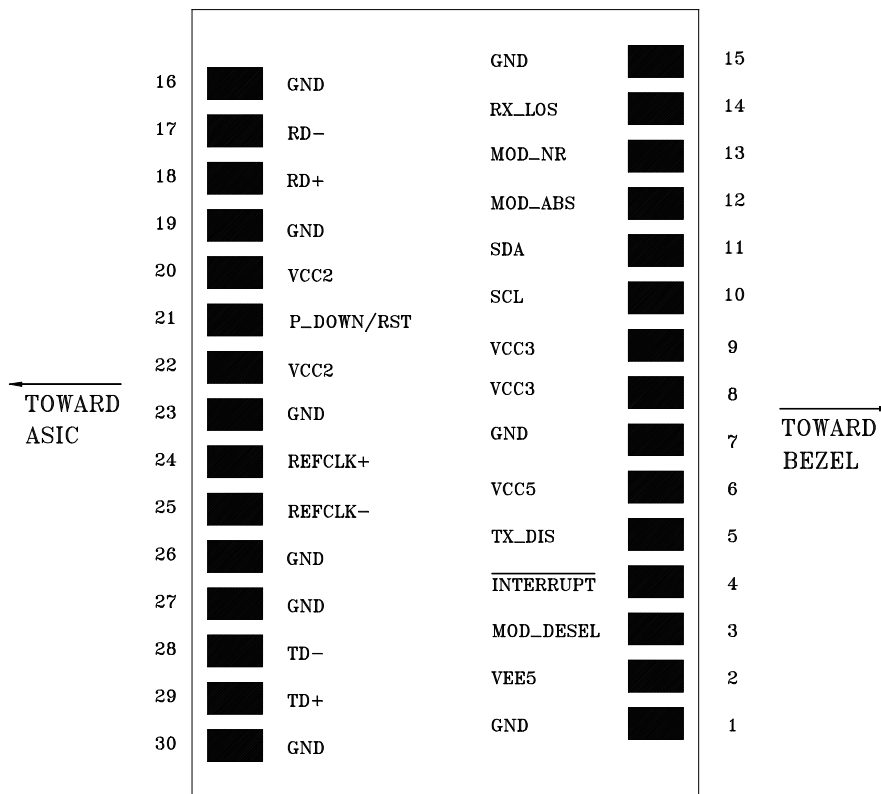 GND 15
16 GND
RX_LOS 14
17 RD-
MOD_NR 13
18 RD+
MOD_ABS 12
19 GND
SDA 11
20 VCC2
SCL 10
21 P_DOWN/RST
VCC3 9
22 VCC2
VCC3 8
TOWARD
ASIC
23 GND
GND 7
TOWARD
BEZEL
24 REFCLK+
VCC5 6
25 REFCLK-
TX_DIS 5
26 GND
INTERRUPT 4
27 GND
MOD_DESEL 3
28 TD-
VEE5 2
29 TD+
GND 1
30 GND